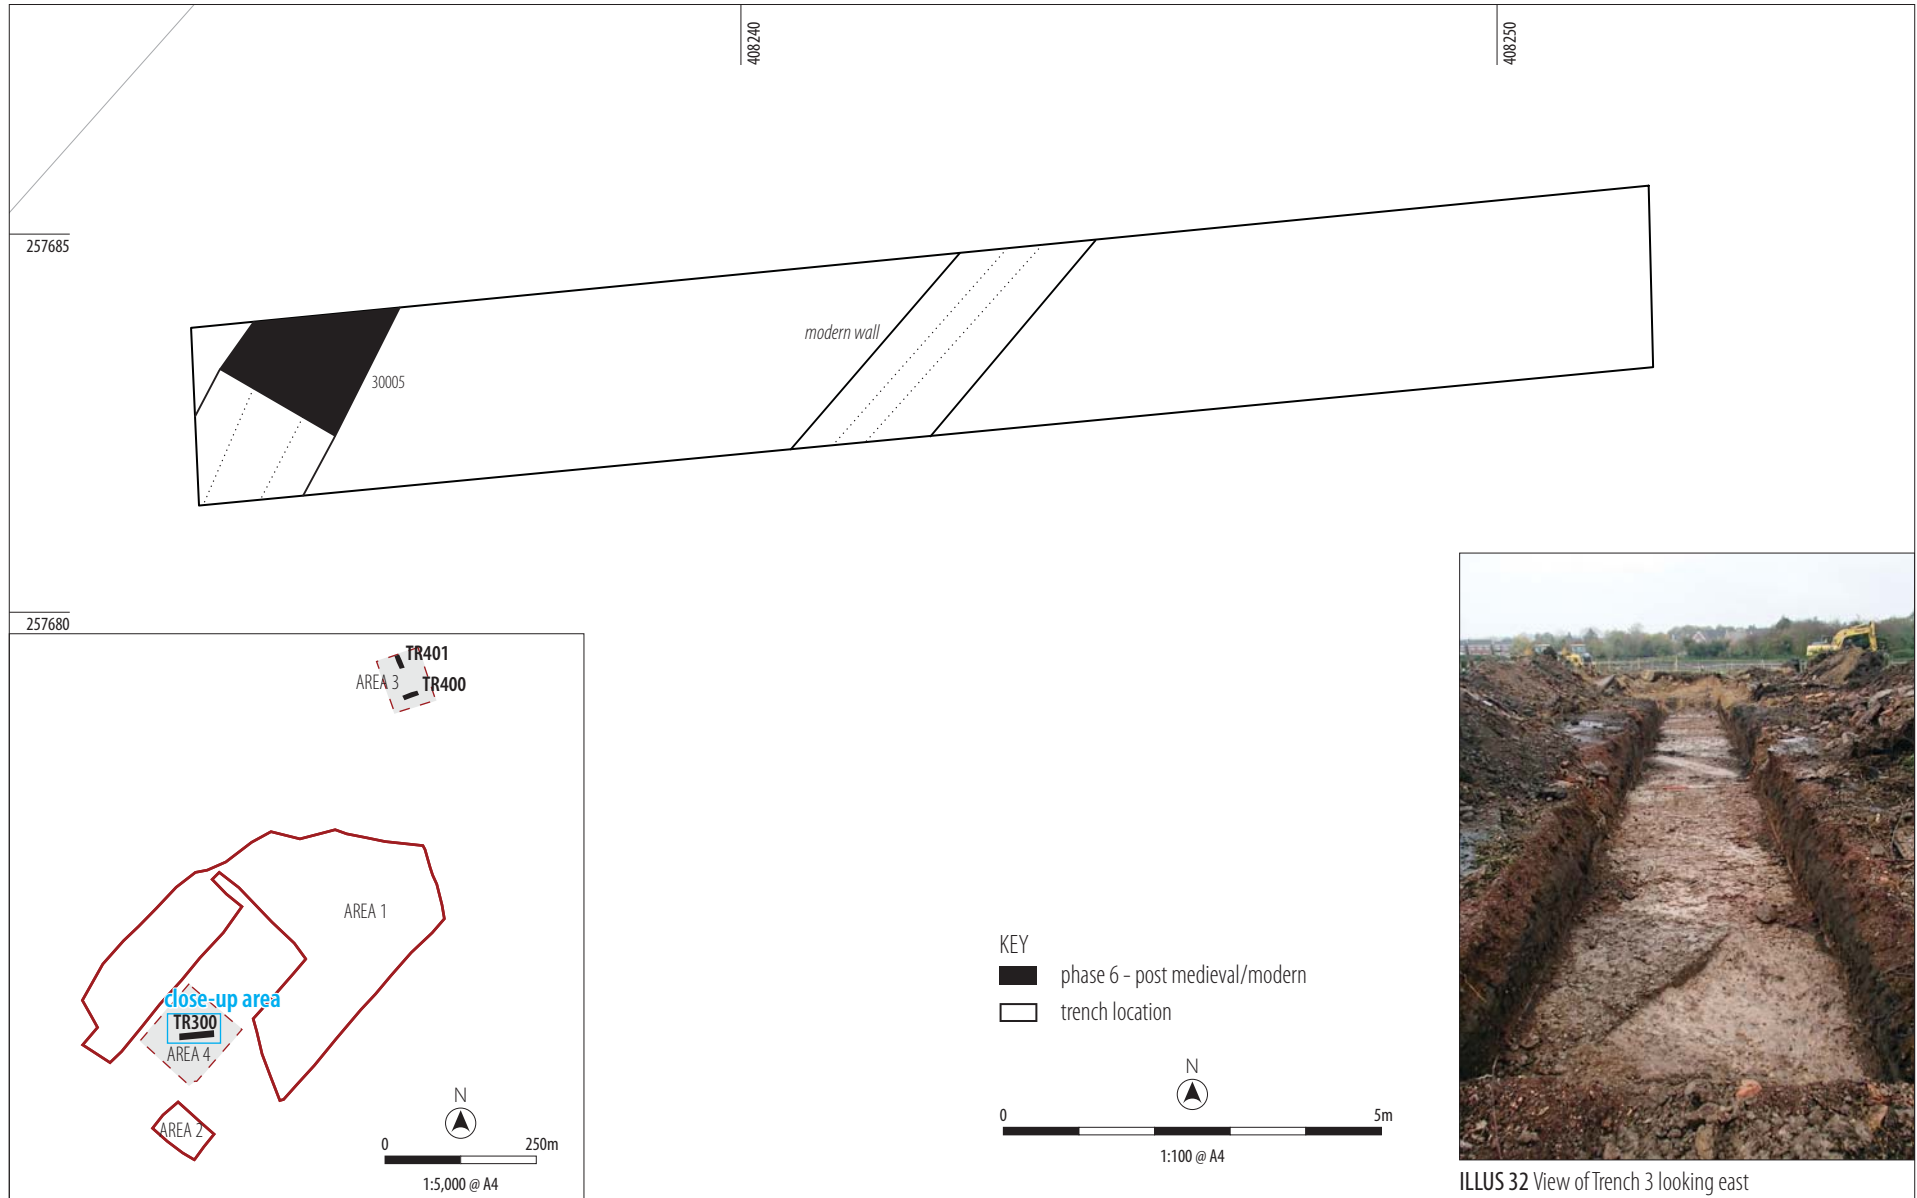 408240
408250
257685
modern wall
30005
257680
TR401
AREA 3
TR400
AREA 1
close-up area
TR300
AREA 4
AREA 2
N
0 250m
1:5,000 @ A4
KEY
phase 6 - post medieval/modern
trench location
N
0 5m
1:100 @ A4
ILLUS 32 View of Trench 3 looking east